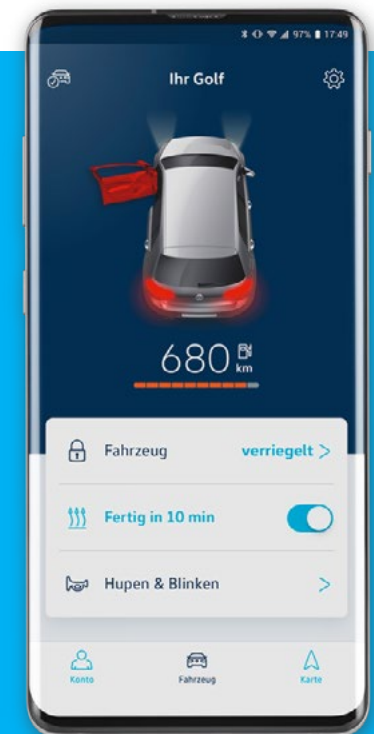 97% 17:49
Ihr Golf
680 km
Fahrzeug verriegelt >
Fertig in 10 min
Hupen & Blinken >
Konto Fahrzeug Karte